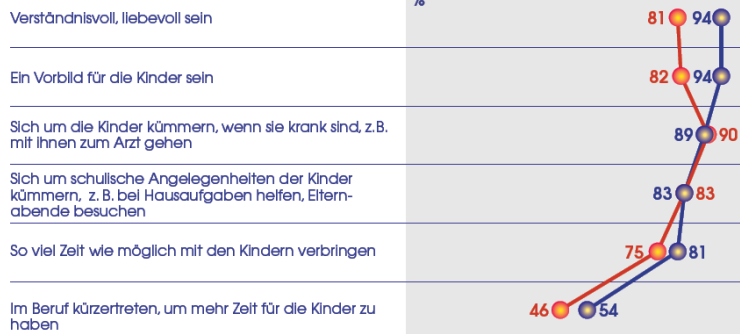 %
Verständnisvoll, liebevoll sein
81 94
Ein Vorbild für die Kinder sein
82 94
Sich um die Kinder kümmern, wenn sie krank sind, z.B.
mit ihnen zum Arzt gehen
89 90
Sich um schulische Angelegenheiten der Kinder
kümmern, z.B. bei Hausaufgaben helfen, Eltern-
abende besuchen
83 83
So viel Zeit wie möglich mit den Kindern verbringen
75 81
Im Beruf kürzertreten, um mehr Zeit für die Kinder zu
haben
46 54